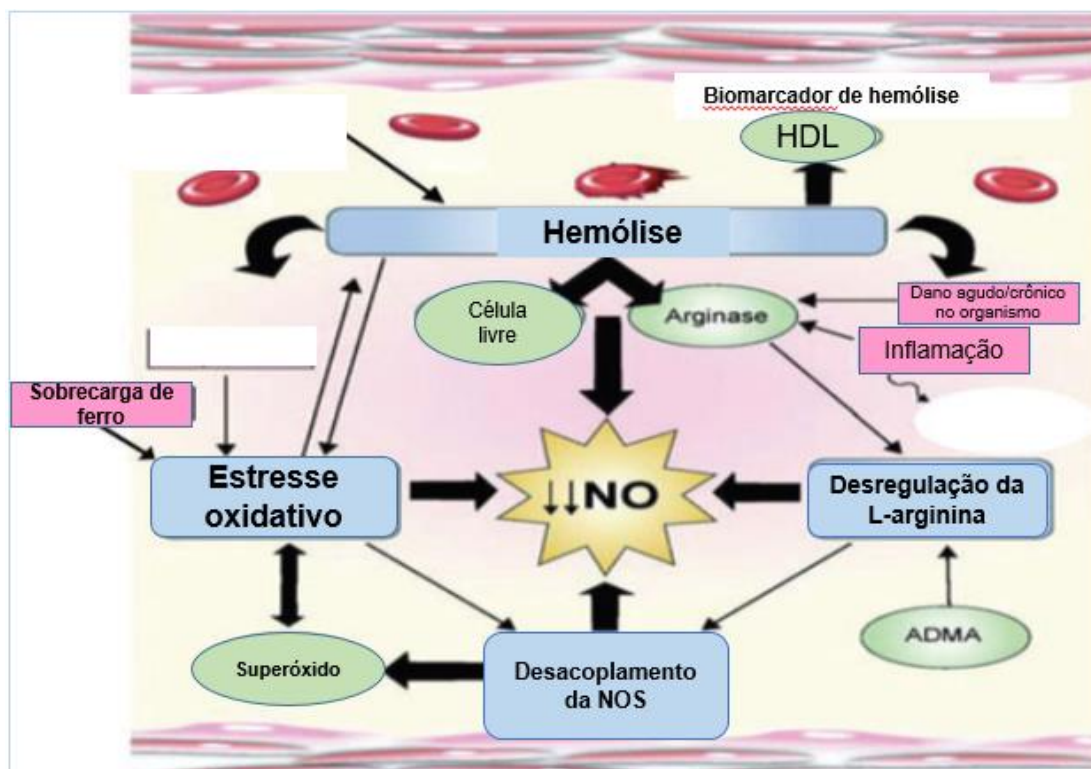 Biomarcador de hemólise
HDL
Hemólise
Célula
livre
Arginase
Dano agudo/crônico
no organismo
Inflamação
Sobrecarga de
ferro
Estresse
oxidativo
↓↓NO
Desregulação da
L-arginina
Superóxido
Desacoplamento
da NOS
ADMA